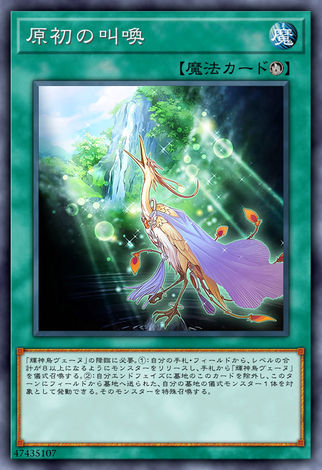 原初の叫喚
魔
【魔法カード】
「輝神鳥ヴェーヌ」の降臨に必要。①:自分の手札・フィールドから、レベルの合
計が8以上になるようにモンスターをリリースし、手札から「輝神鳥ヴェーヌ」
を儀式召喚する。②:自分エンドフェイズに墓地のこのカードを除外し、このタ
ーンにフィールドから墓地へ送られた、自分の墓地の儀式モンスター1体を対
象として発動できる。そのモンスターを特殊召喚する。
47435107